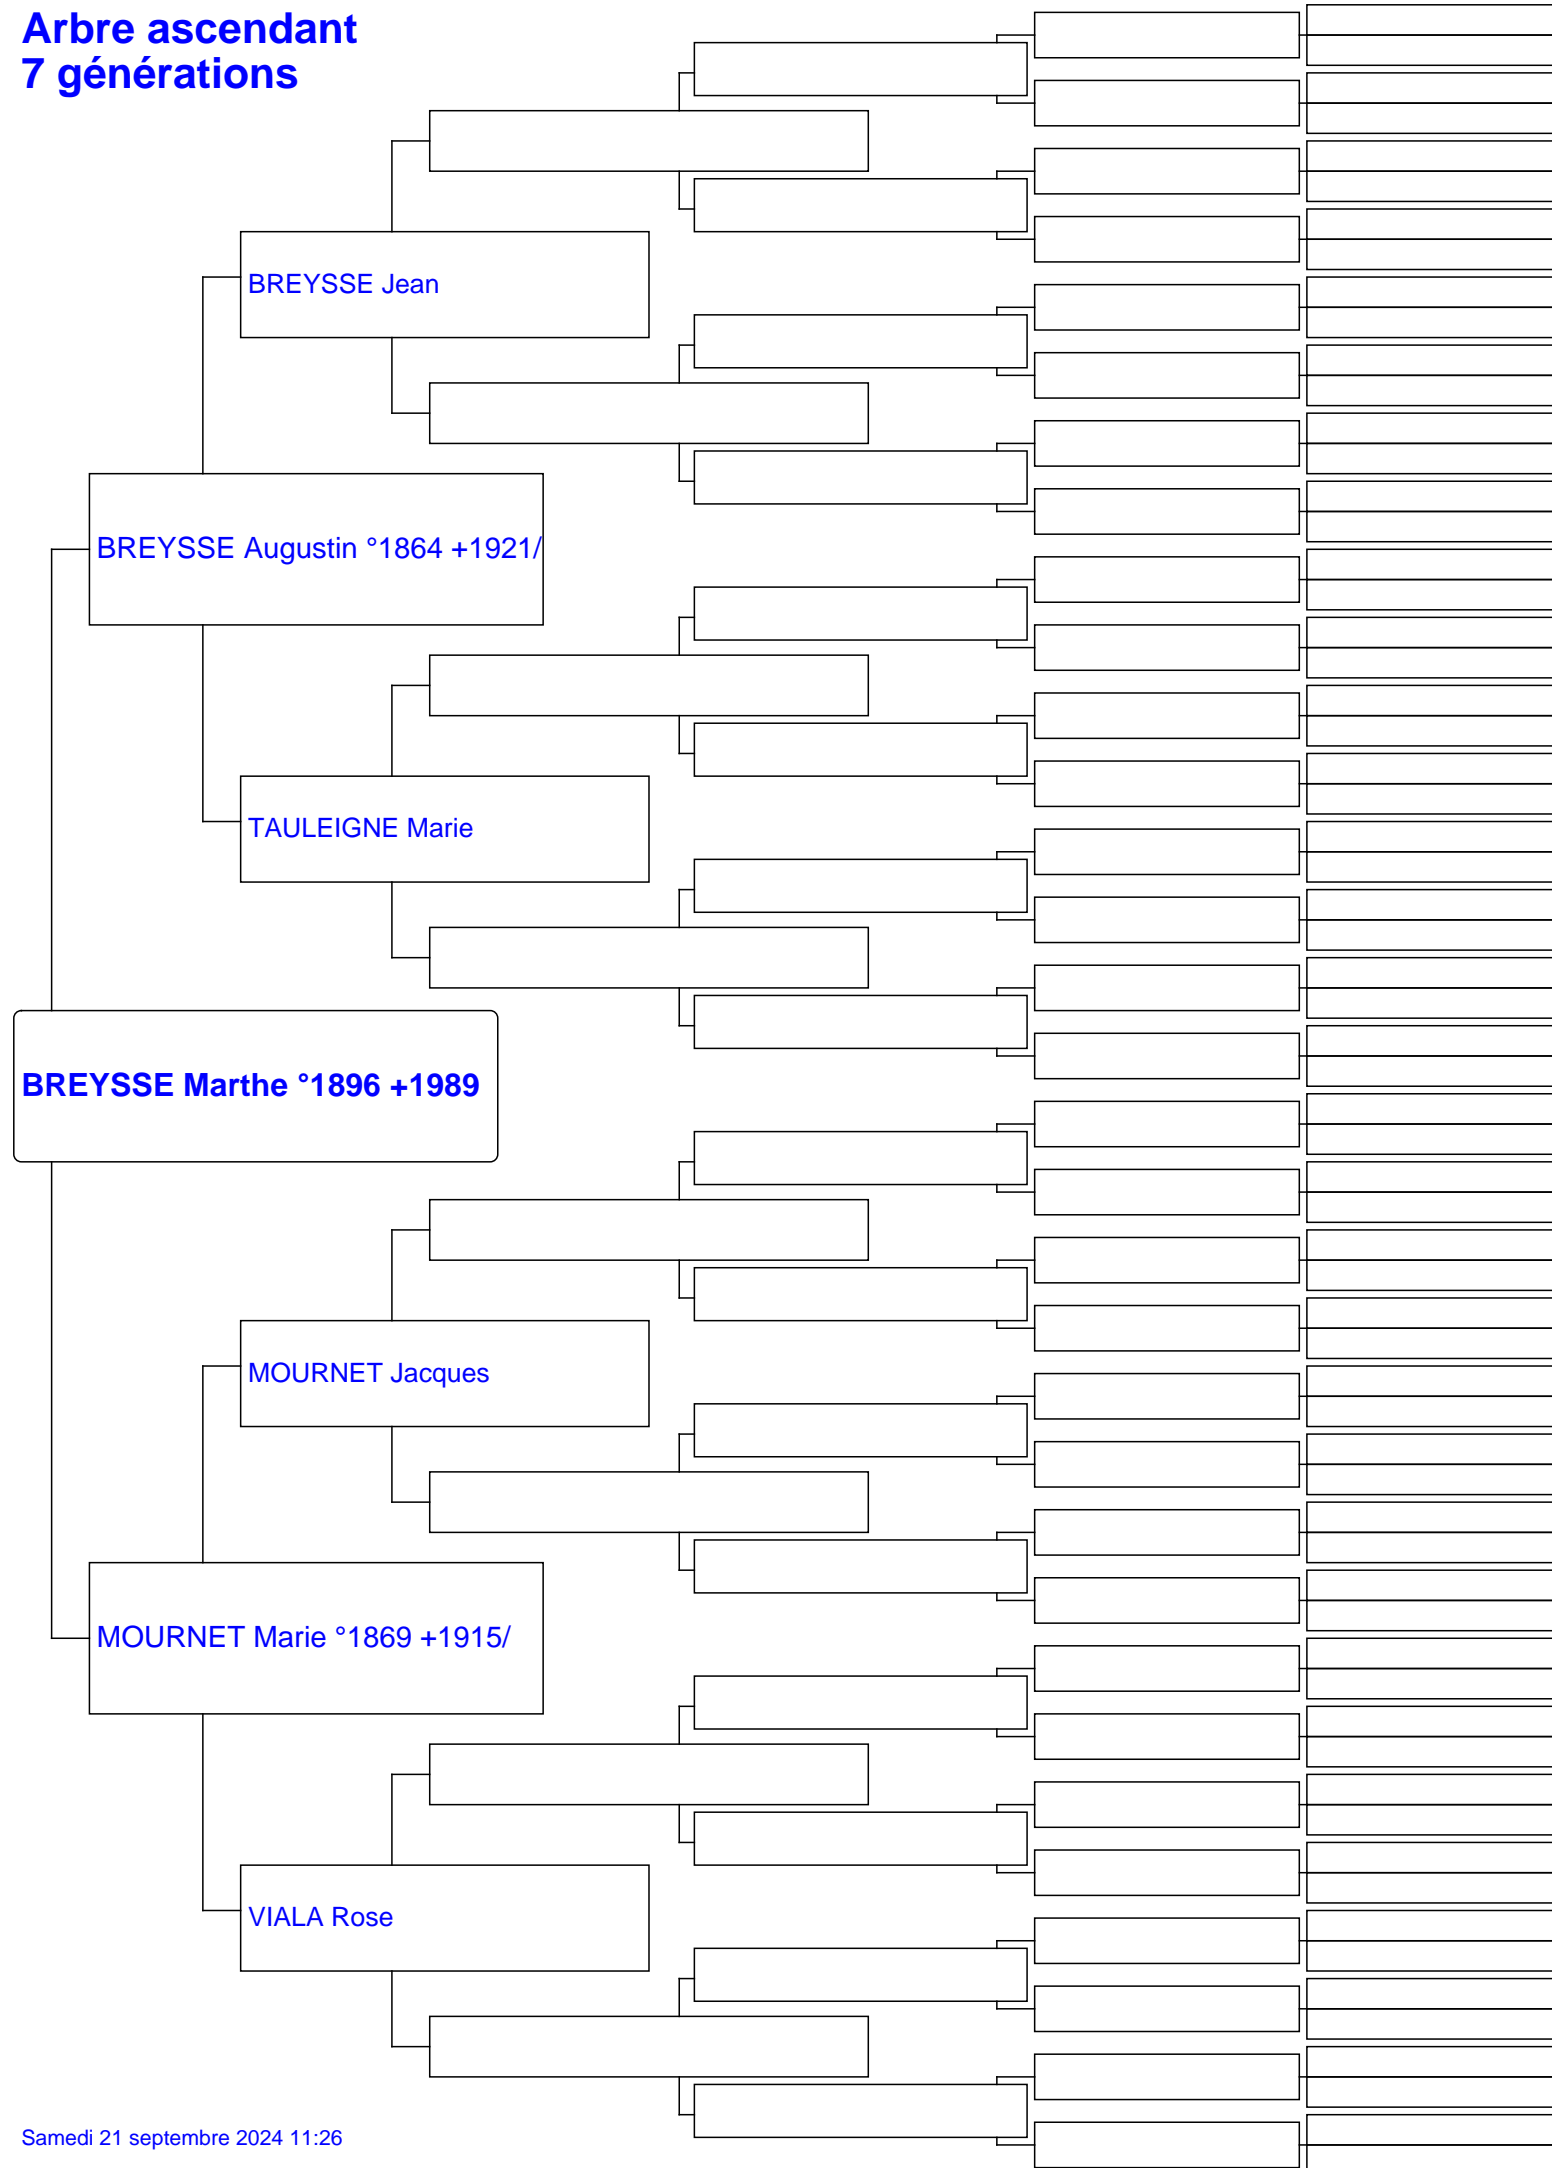 Arbre ascendant
7 générations
BREYSSE Jean
BREYSSE Augustin °1864 +1921/
TAULEIGNE Marie
BREYSSE Marthe °1896 +1989
MOURNET Jacques
MOURNET Marie °1869 +1915/
VIALA Rose
Samedi 21 septembre 2024 11:26